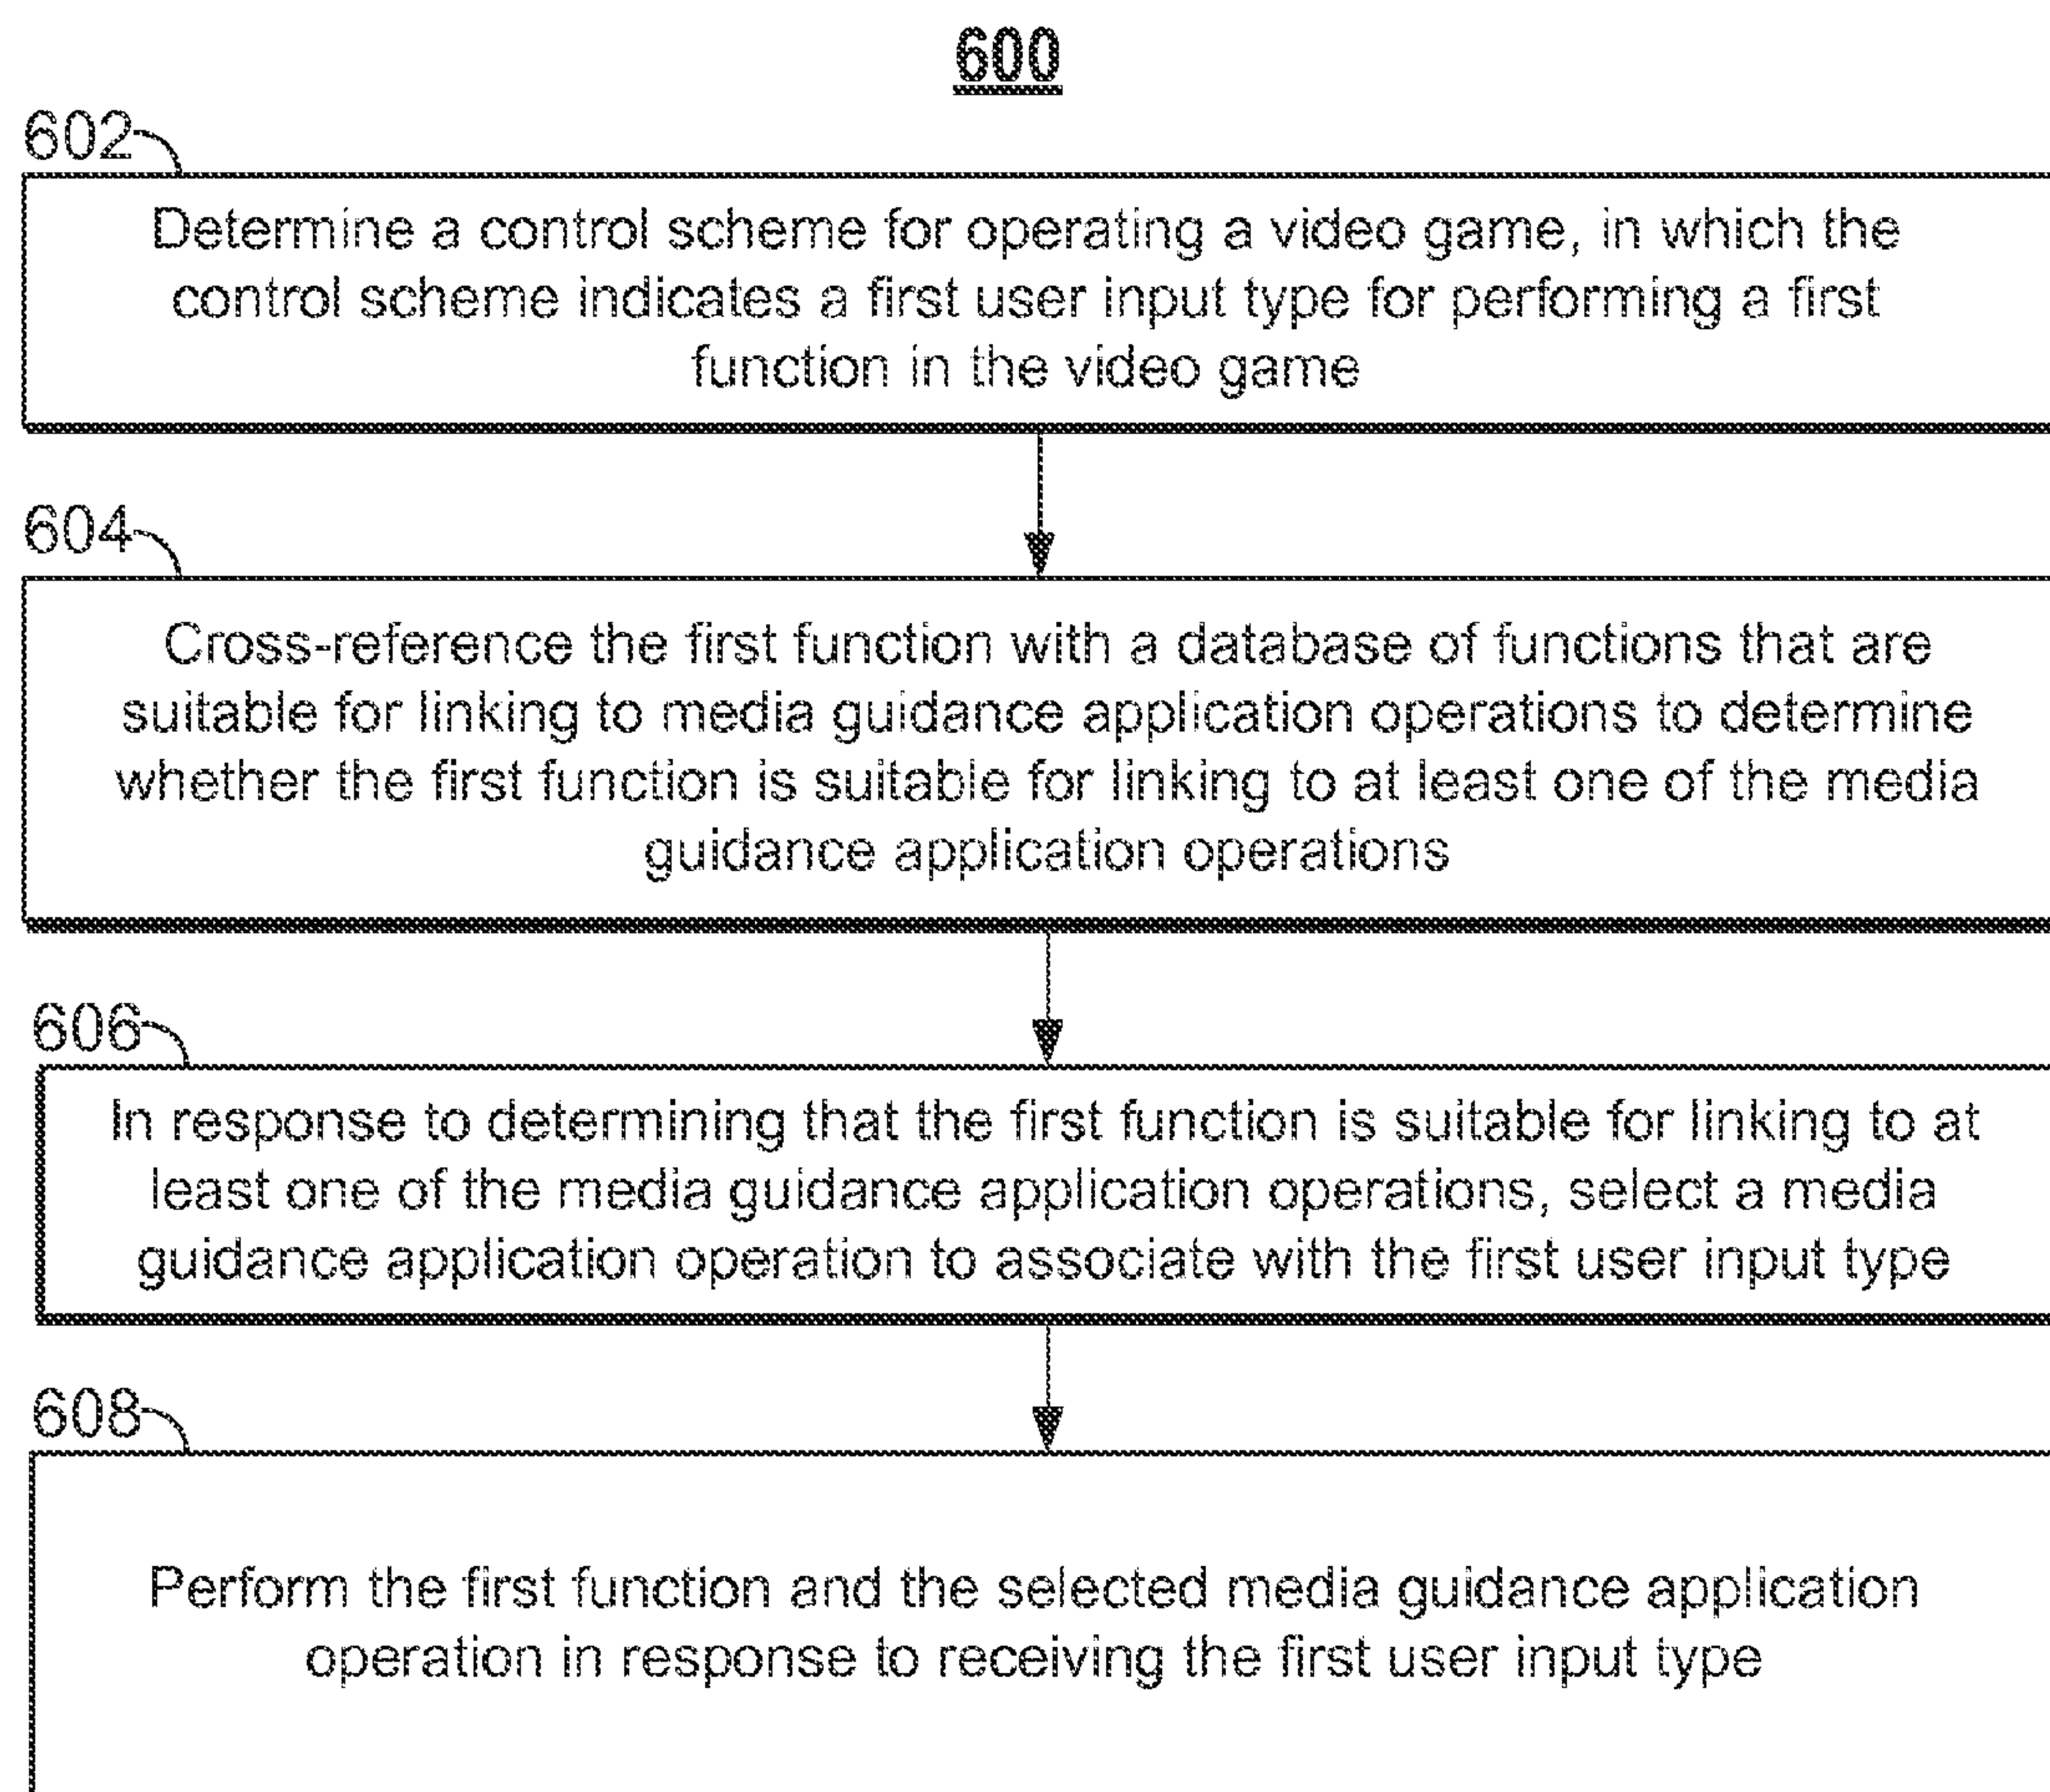 600
602
Determine a control scheme for operating a video game, in which the
control scheme indicates a first user input type for performing a first
function in the video game
604
Cross-reference the first function with a database of functions that are
suitable for linking to media guidance application operations to determine
whether the first function is suitable for linking to at least one of the media
guidance application operations
606
In response to determining that the first function is suitable for linking to at
least one of the media guidance application operations, select a media
guidance application operation to associate with the first user input type
608
Perform the first function and the selected media guidance application
operation in response to receiving the first user input type